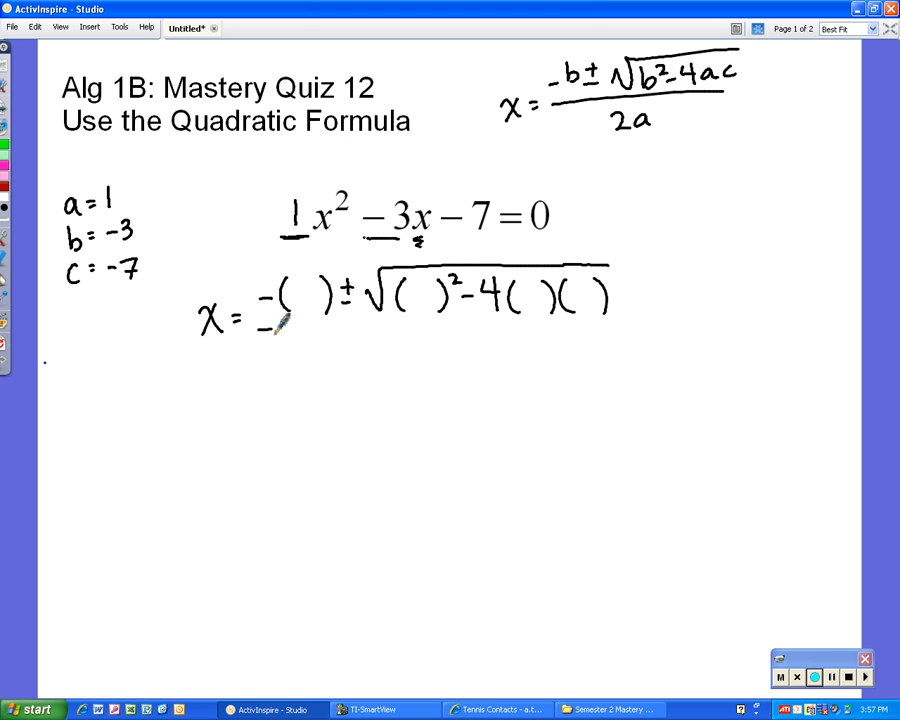 ActivInspire - Studio
File Edit View Insert Tools Help Untitled* Page 1 of 2 Best Fit
Alg 1B: Mastery Quiz 12
Use the Quadratic Formula
x = -b ± √b²-4ac
2a
a = 1
b = -3
c = -7
1x² - 3x - 7 = 0
x = -( ) ± √( )² - 4( )( )
M
start ActivInspire - Studio TI-SmartView Tennis Contacts - a.t... Semester 2 Mastery ... ATI 3:57 PM